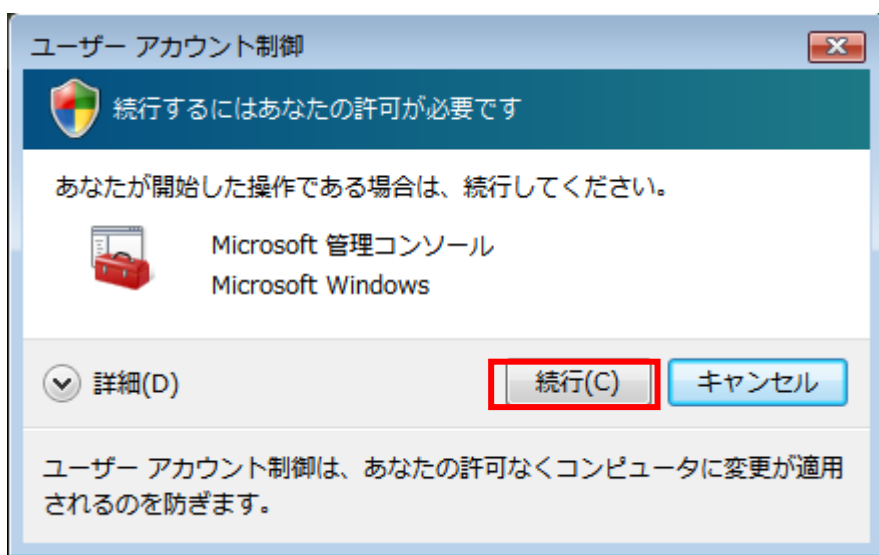 ユーザー アカウント制御
続行するにはあなたの許可が必要です
あなたが開始した操作である場合は、続行してください。
Microsoft 管理コンソール
Microsoft Windows
詳細(D)
続行(C)
キャンセル
ユーザー アカウント制御は、あなたの許可なくコンピュータに変更が適用
されるのを防ぎます。